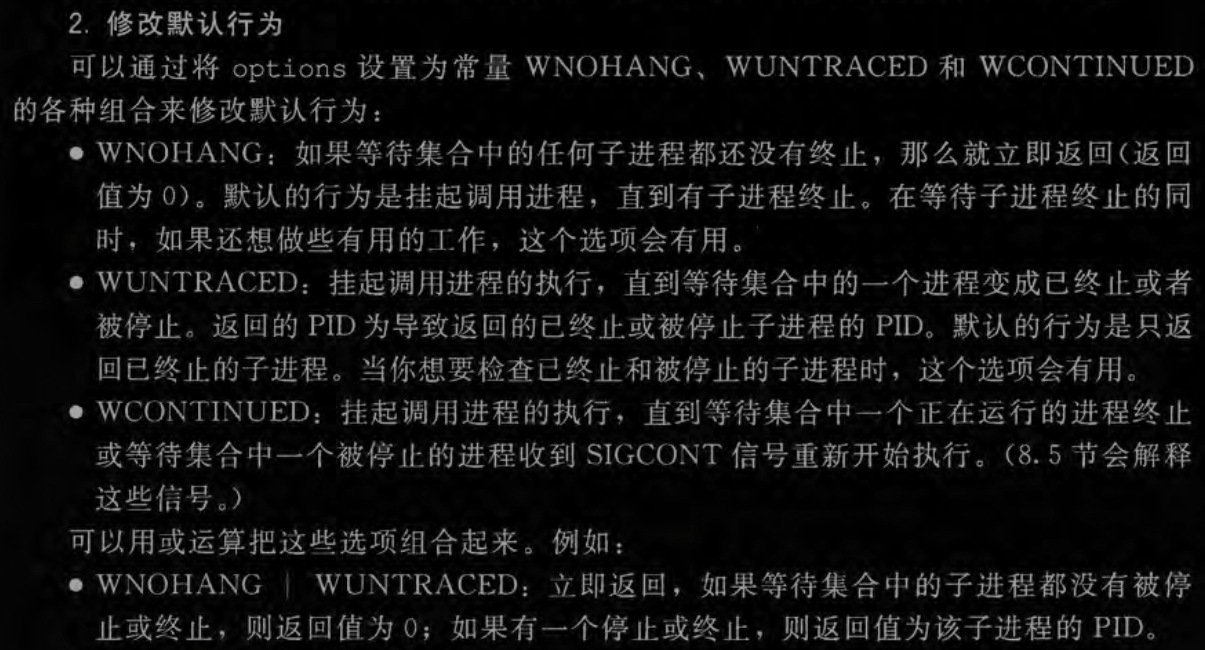 2. 修改默认行为
可以通过将 options 设置为常量 WNOHANG、WUNTRACED 和 WCONTINUED
的各种组合来修改默认行为：
● WNOHANG：如果等待集合中的任何子进程都还没有终止，那么就立即返回（返回
值为 0）。默认的行为是挂起调用进程，直到有子进程终止。在等待子进程终止的同
时，如果还想做些有用的工作，这个选项会有用。
● WUNTRACED：挂起调用进程的执行，直到等待集合中的一个进程变成已终止或者
被停止。返回的 PID 为导致返回的已终止或被停止子进程的 PID。默认的行为是只返
回已终止的子进程。当你想要检查已终止和被停止的子进程时，这个选项会有用。
● WCONTINUED：挂起调用进程的执行，直到等待集合中一个正在运行的进程终止
或等待集合中一个被停止的进程收到 SIGCONT 信号重新开始执行。（8.5 节会解释
这些信号。）
可以用或运算把这些选项组合起来。例如：
● WNOHANG | WUNTRACED：立即返回，如果等待集合中的子进程都没有被停
止或终止，则返回值为 0；如果有一个停止或终止，则返回值为该子进程的 PID。